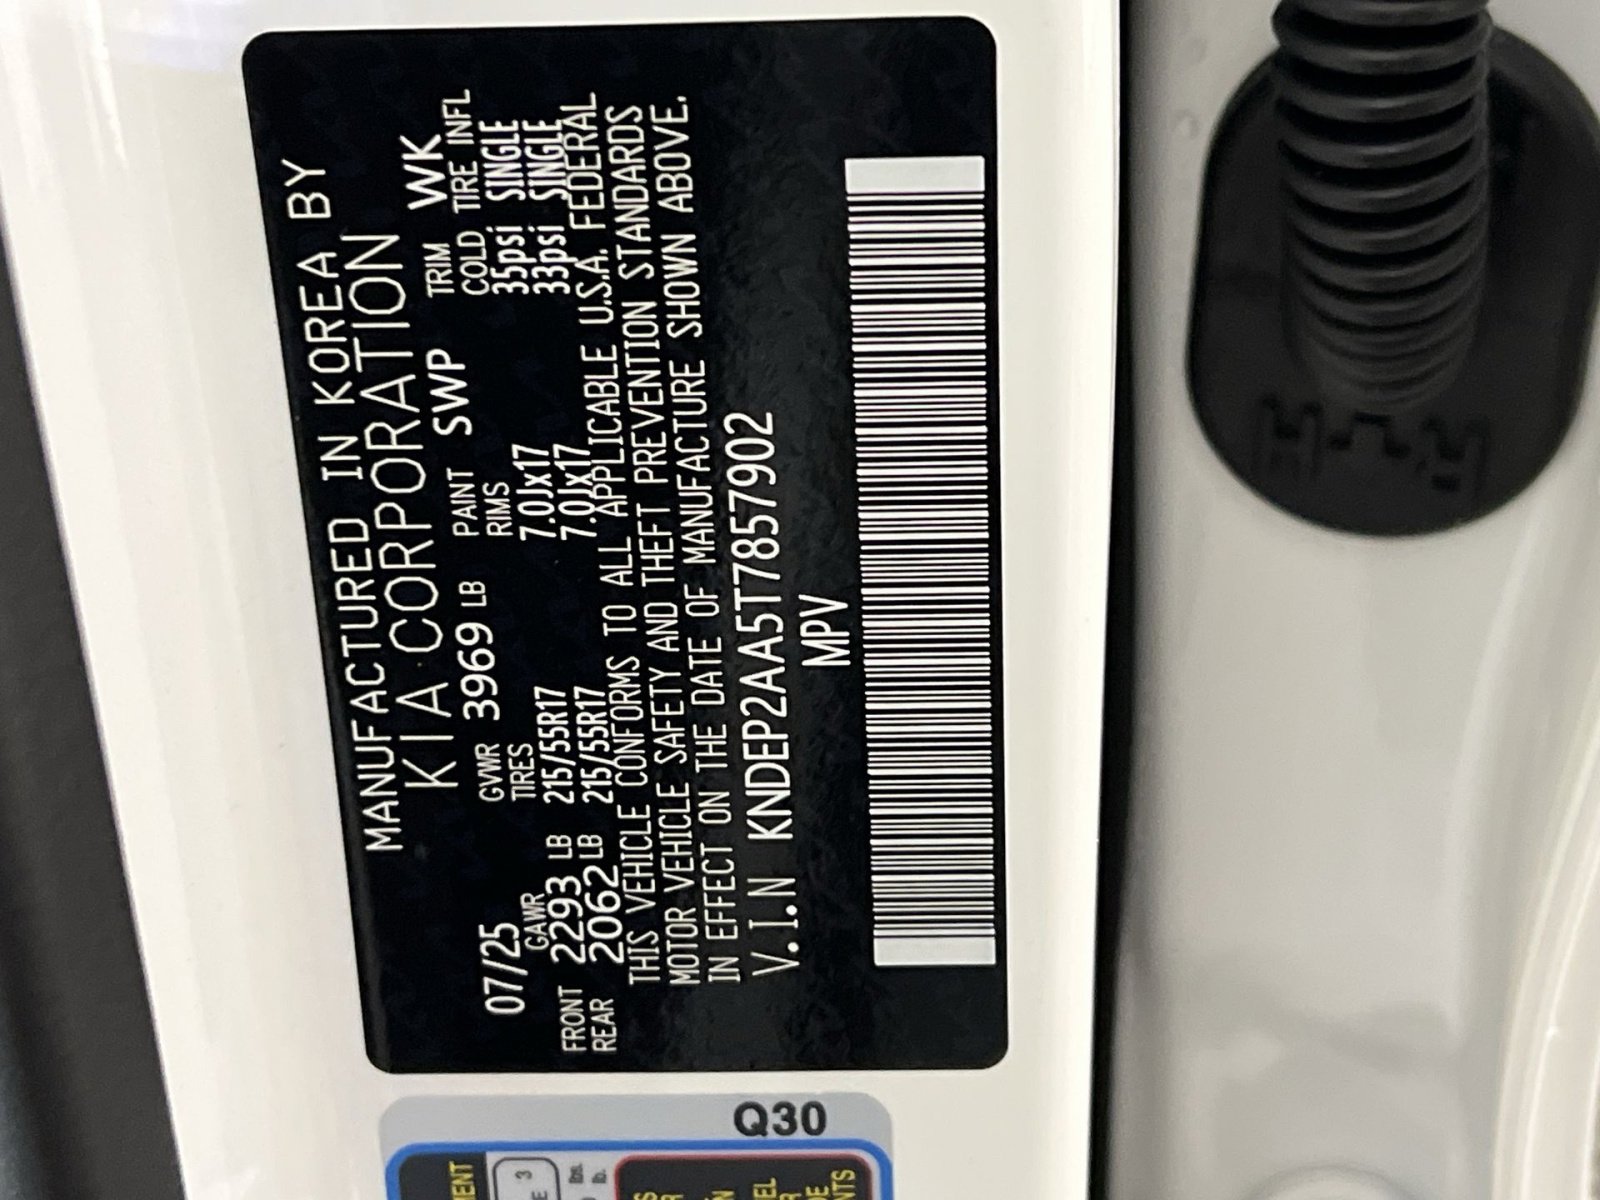 MANUFACTURED IN KOREA BY
KIA CORPORATION
07/25 GVWR 3969 LB PAINT SWP TRIM WK
GAWR TIRES RIMS COLD TIRE INFL
FRONT 2293 LB 215/55R17 7.0Jx17 35psi SINGLE
REAR 2062 LB 215/55R17 7.0Jx17 33psi SINGLE
THIS VEHICLE CONFORMS TO ALL APPLICABLE U.S.A. FEDERAL
MOTOR VEHICLE SAFETY AND THEFT PREVENTION STANDARDS
IN EFFECT ON THE DATE OF MANUFACTURE SHOWN ABOVE.
V.I.N KNDEP2AA5T7857902
MPV
Q30